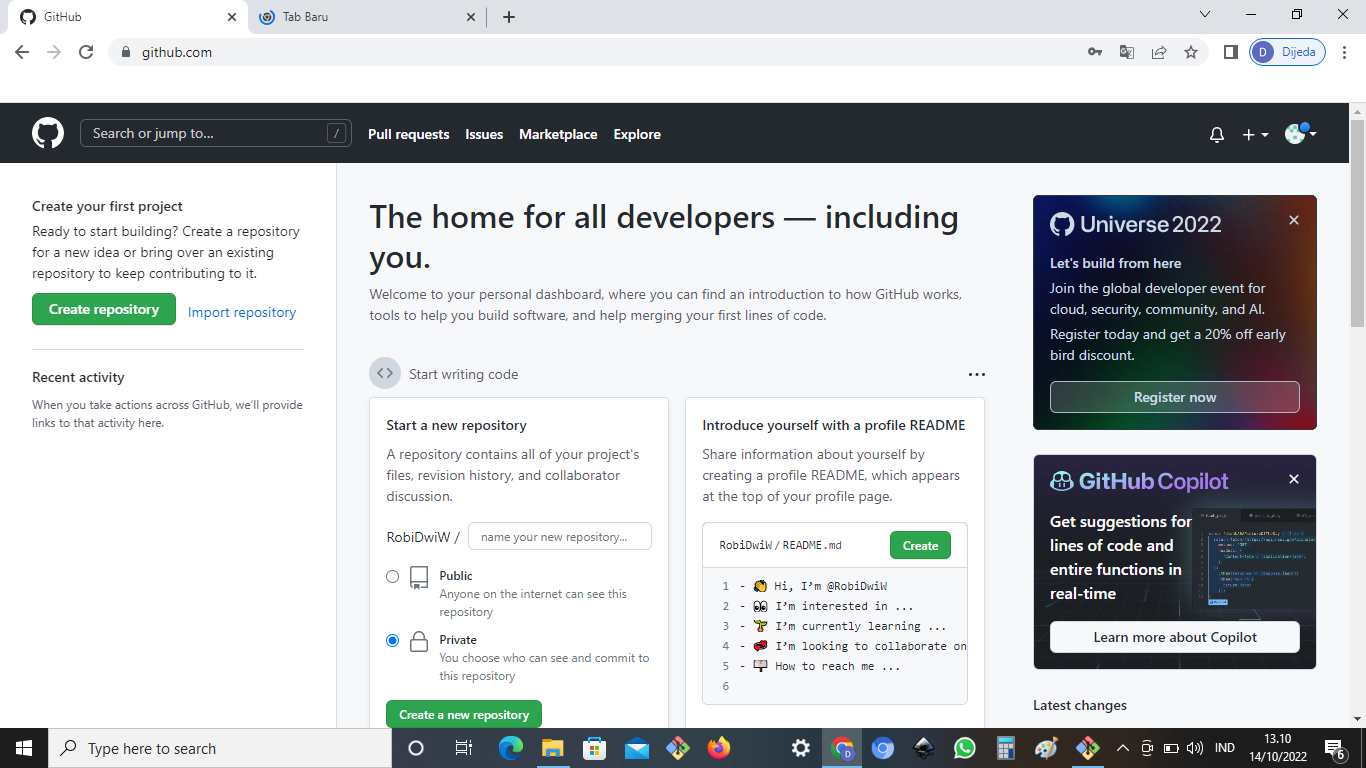 GitHub
Tab Baru
github.com
Dijeda
D
Search or jump to...
/
Pull requests
Issues
Marketplace
Explore
Create your first project
Ready to start building? Create a repository
for a new idea or bring over an existing
repository to keep contributing to it.
Create repository
Import repository
Recent activity
When you take actions across GitHub, we'll provide
links to that activity here.
The home for all developers — including
you.
Welcome to your personal dashboard, where you can find an introduction to how GitHub works,
tools to help you build software, and help merging your first lines of code.
Start writing code
Start a new repository
A repository contains all of your project's
files, revision history, and collaborator
discussion.
RobiDwiW /
name your new repository...
Public
Anyone on the internet can see this
repository
Private
You choose who can see and commit to
this repository
Create a new repository
Introduce yourself with a profile README
Share information about yourself by
creating a profile README, which appears
at the top of your profile page.
RobiDwiW / README.md
Create
1 - 👋 Hi, I'm @RobiDwiW
2 - 👀 I'm interested in ...
3 - 🌱 I'm currently learning ...
4 - 💞️ I'm looking to collaborate on
5 - 📫 How to reach me ...
6
Universe 2022
Let's build from here
Join the global developer event for
cloud, security, community, and AI.
Register today and get a 20% off early
bird discount.
Register now
GitHub Copilot
Get suggestions for
lines of code and
entire functions in
real-time
Learn more about Copilot
Latest changes
Type here to search
D
IND
13.10
14/10/2022
6